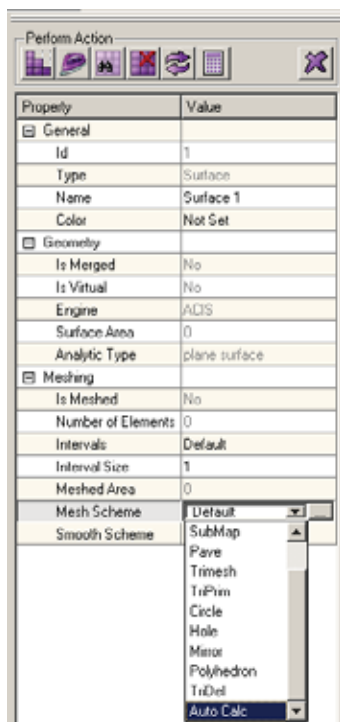 Perform Action
Property Value
General
Id 1
Type Surface
Name Surface 1
Color Not Set
Geometry
Is Merged No
Is Virtual No
Engine ACIS
Surface Area 0
Analytic Type plane surface
Meshing
Is Meshed No
Number of Elements 0
Intervals Default
Interval Size 1
Meshed Area 0
Mesh Scheme Default ...
Smooth Scheme
SubMap
Pave
Trimesh
TriPrim
Circle
Hole
Mirror
Polyhedron
TriDel
Auto Calc